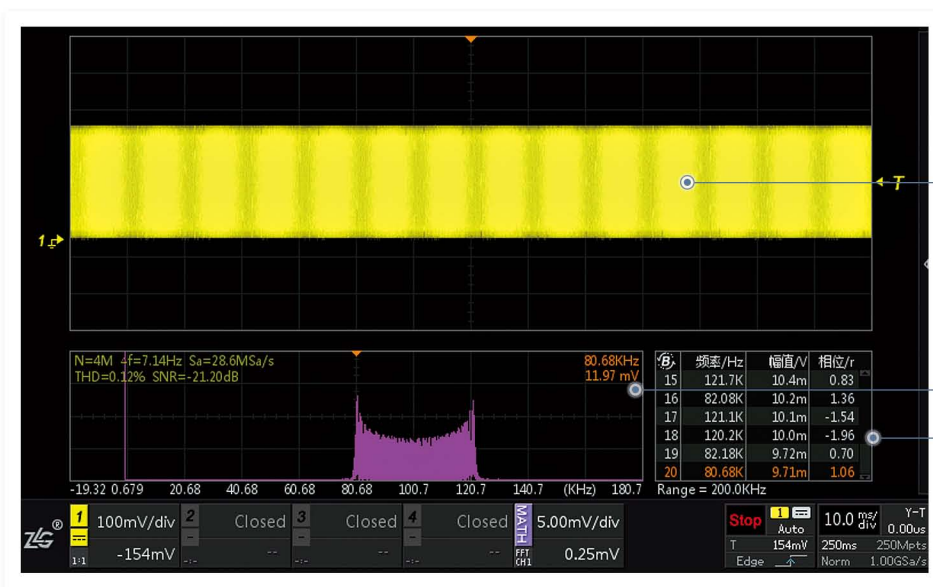 T
1
N=4M △f=7.14Hz Sa=28.6MSa/s
THD=0.12% SNR=-21.20dB
80.68KHz
11.97 mV
-19.32 0.679 20.68 40.68 60.68 80.68 100.7 120.7 140.7 (KHz) 180.7
B 频率/Hz 幅值/V 相位/r
15 121.7K 10.4m 0.83
16 82.08K 10.2m 1.36
17 121.1K 10.1m -1.54
18 120.2K 10.0m -1.96
19 82.18K 9.72m 0.70
20 80.68K 9.71m 1.06
Range = 200.0KHz
ZLG®
1 100mV/div
1:1 -154mV
2 Closed
-:- --
3 Closed
-:- --
4 Closed
-:- --
MATH 5.00mV/div
FFT CH1 0.25mV
Stop 1 Auto
T 154mV
Edge
10.0 ms/div Y-T 0.00us
250ms 250Mpts
Norm 1.00GSa/s